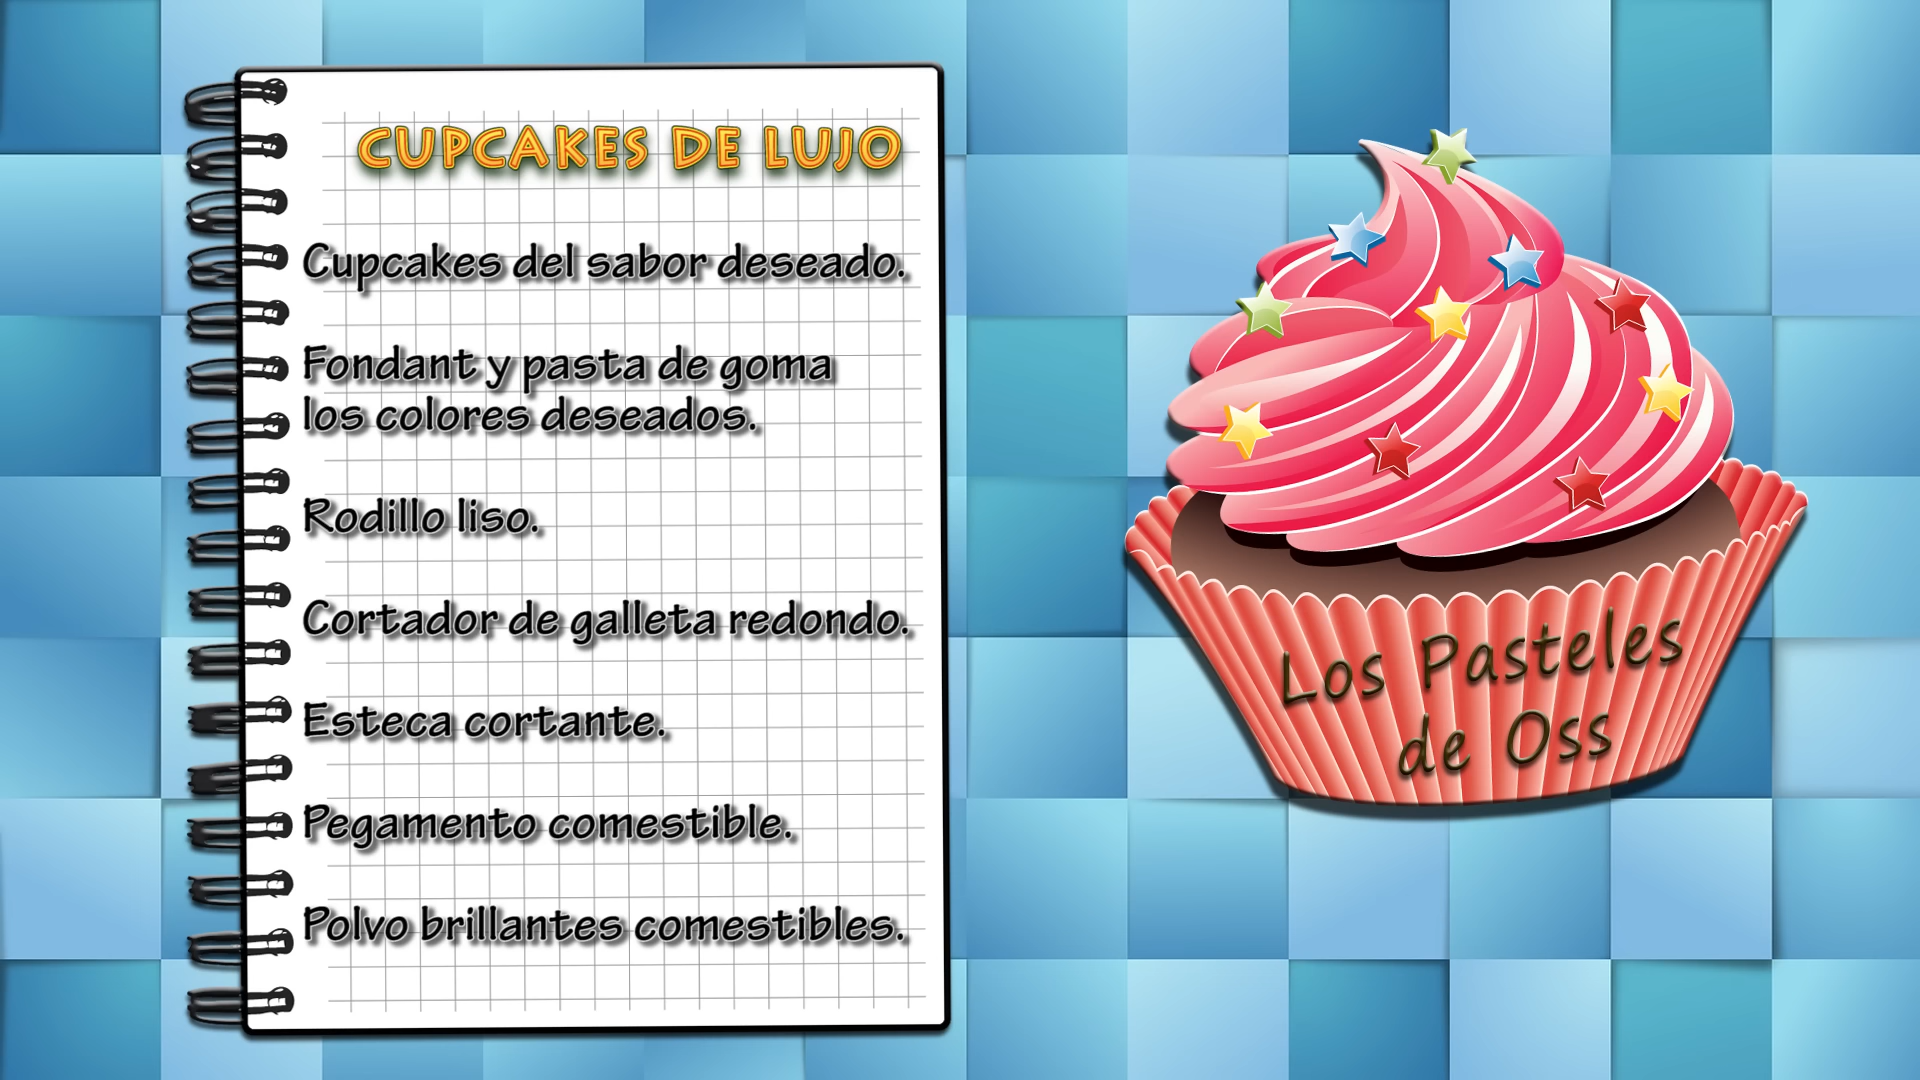 CUPCAKES DE LUJO
Cupcakes del sabor deseado.
Fondant y pasta de goma
los colores deseados.
Rodillo liso.
Cortador de galleta redondo.
Esteca cortante.
Pegamento comestible.
Polvo brillantes comestibles.
Los Pasteles
de Oss